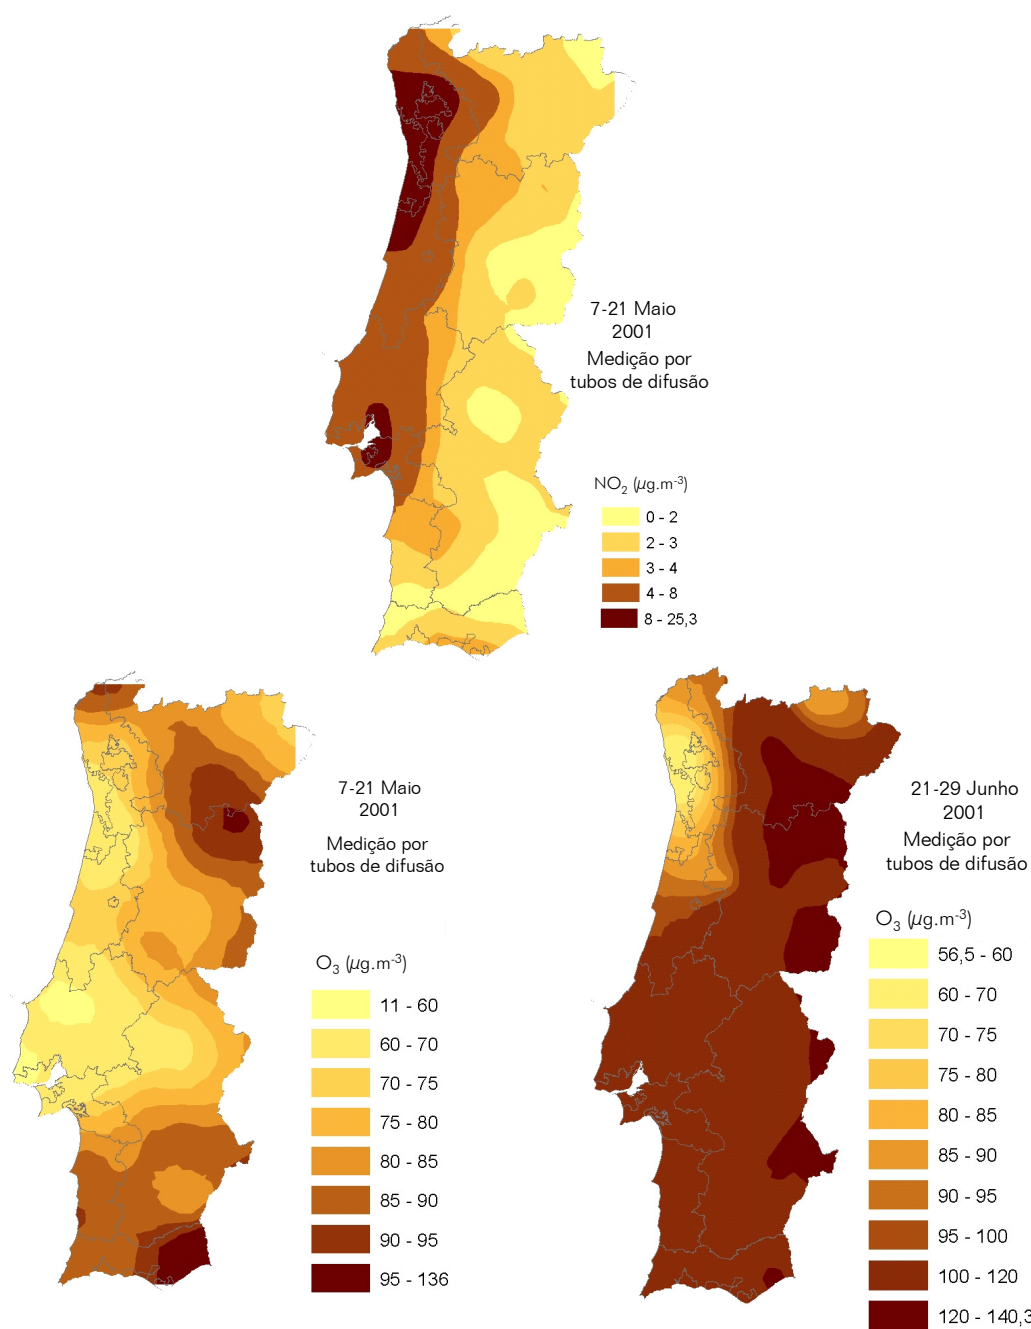 7-21 Maio
2001
Medição por
tubos de difusão
NO2 (µg.m-3)
0 - 2
2 - 3
3 - 4
4 - 8
8 - 25,3
7-21 Maio
2001
Medição por
tubos de difusão
O3 (µg.m-3)
11 - 60
60 - 70
70 - 75
75 - 80
80 - 85
85 - 90
90 - 95
95 - 136
21-29 Junho
2001
Medição por
tubos de difusão
O3 (µg.m-3)
56,5 - 60
60 - 70
70 - 75
75 - 80
80 - 85
85 - 90
90 - 95
95 - 100
100 - 120
120 - 140,3